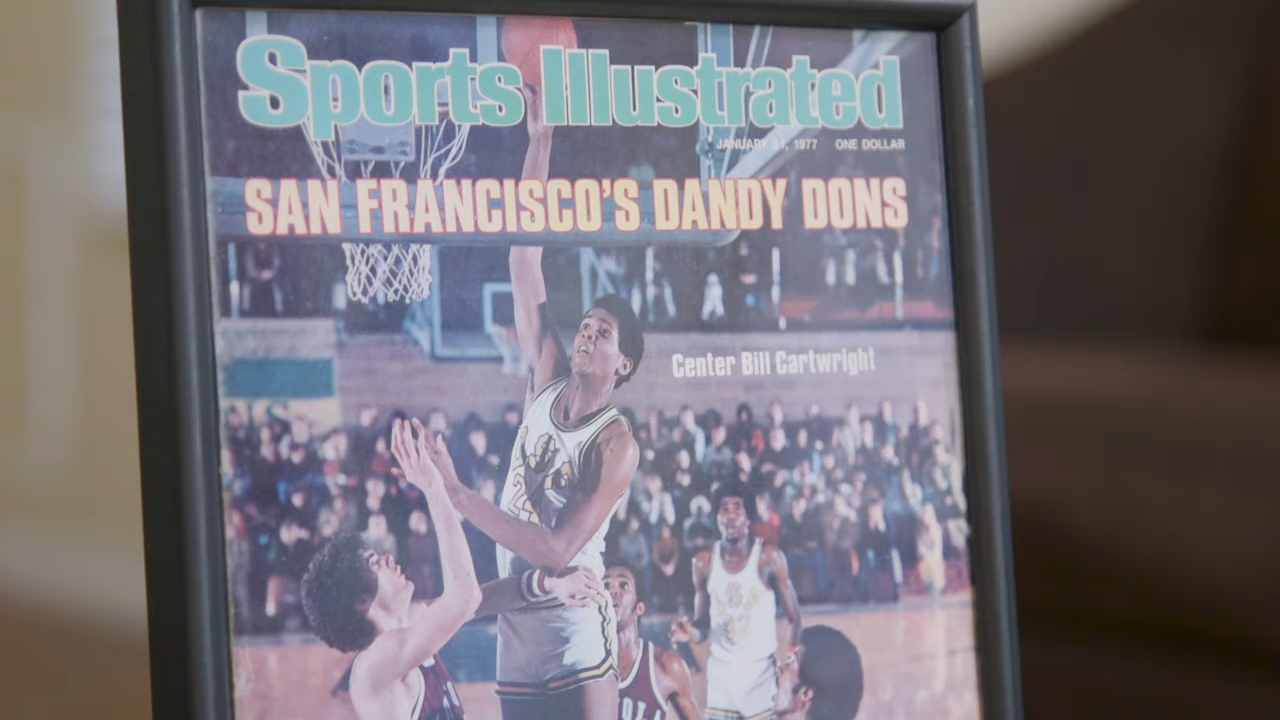 Sports Illustrated
JANUARY 31, 1977 ONE DOLLAR
SAN FRANCISCO'S DANDY DONS
Center Bill Cartwright